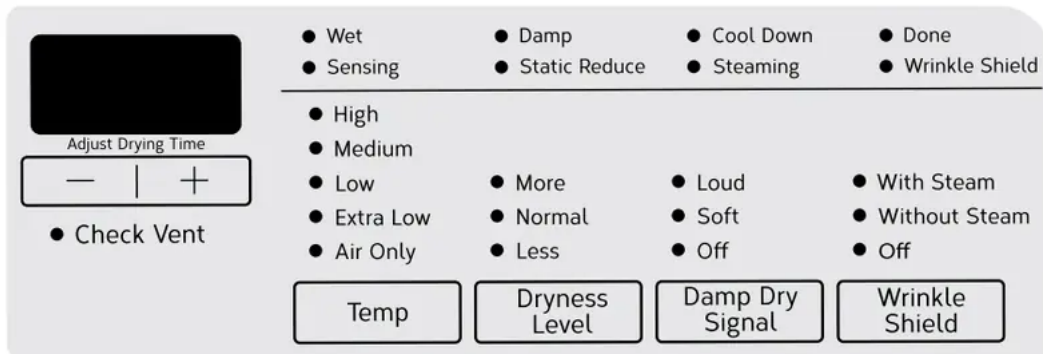 Wet
Damp
Cool Down
Done
Sensing
Static Reduce
Steaming
Wrinkle Shield
Adjust Drying Time
− | +
Check Vent
High
Medium
Low
Extra Low
Air Only
Temp
More
Normal
Less
Dryness
Level
Loud
Soft
Off
Damp Dry
Signal
With Steam
Without Steam
Off
Wrinkle
Shield